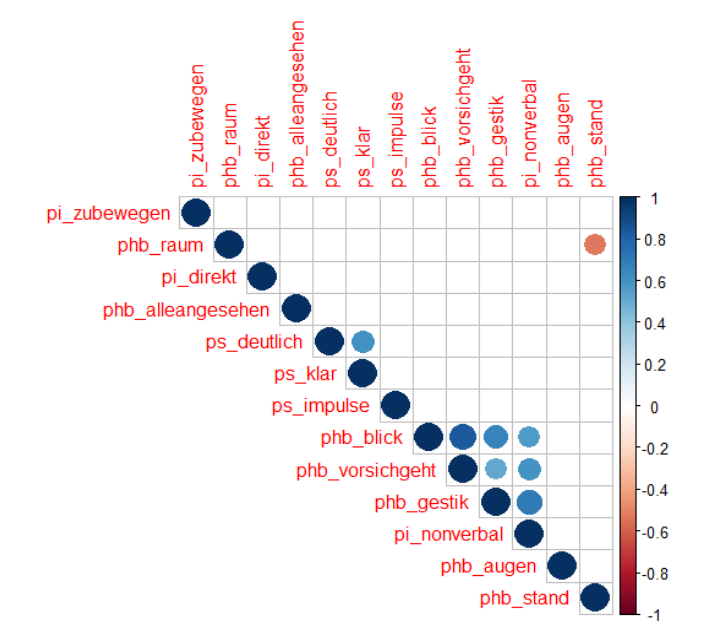 pi_zubewegen
phb_raum
pi_direkt
phb_alleangesehen
ps_deutlich
ps_klar
ps_impulse
phb_blick
phb_vorsichgeht
phb_gestik
pi_nonverbal
phb_augen
phb_stand
pi_zubewegen
phb_raum
pi_direkt
phb_alleangesehen
ps_deutlich
ps_klar
ps_impulse
phb_blick
phb_vorsichgeht
phb_gestik
pi_nonverbal
phb_augen
phb_stand
1
0.8
0.6
0.4
0.2
0
-0.2
-0.4
-0.6
-0.8
-1